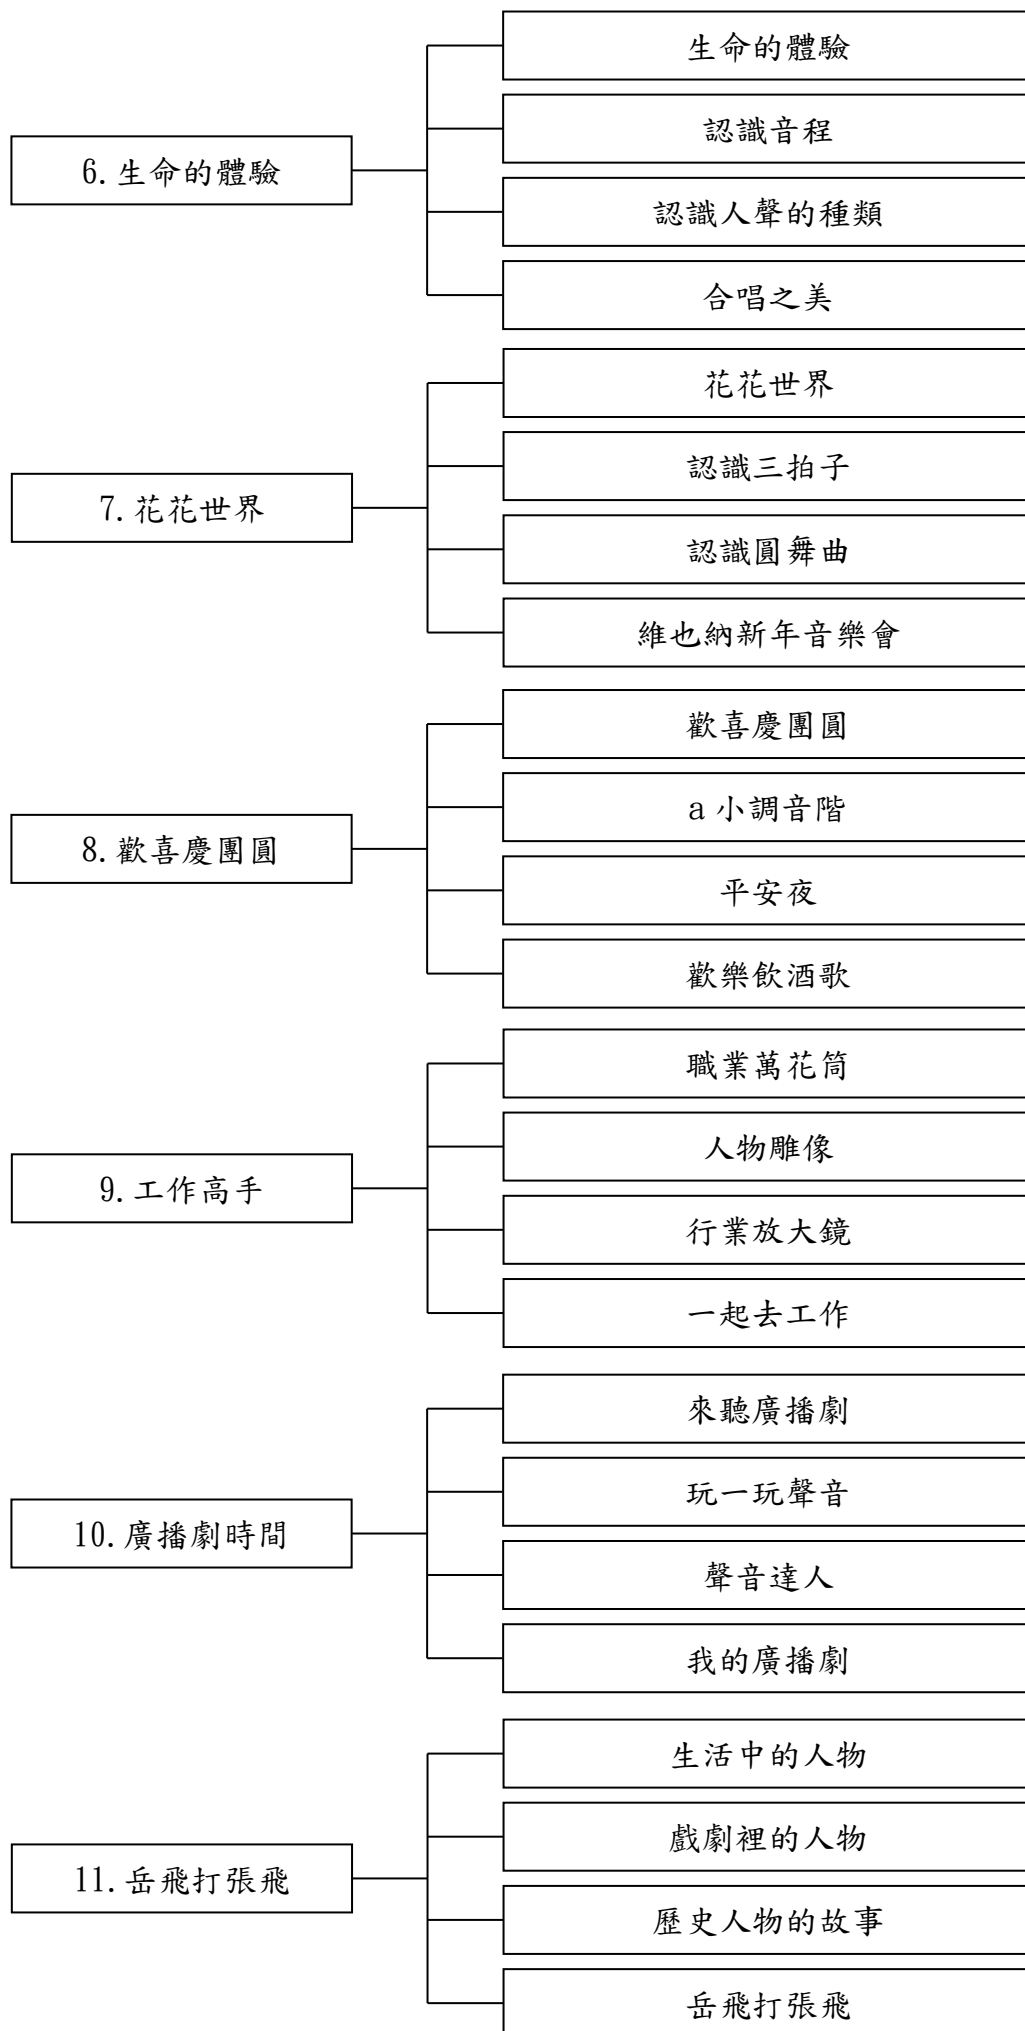 6.生命的體驗
生命的體驗
認識音程
認識人聲的種類
合唱之美
7.花花世界
花花世界
認識三拍子
認識圓舞曲
維也納新年音樂會
8.歡喜慶團圓
歡喜慶團圓
a 小調音階
平安夜
歡樂飲酒歌
9.工作高手
職業萬花筒
人物雕像
行業放大鏡
一起去工作
10.廣播劇時間
來聽廣播劇
玩一玩聲音
聲音達人
我的廣播劇
11.岳飛打張飛
生活中的人物
戲劇裡的人物
歷史人物的故事
岳飛打張飛